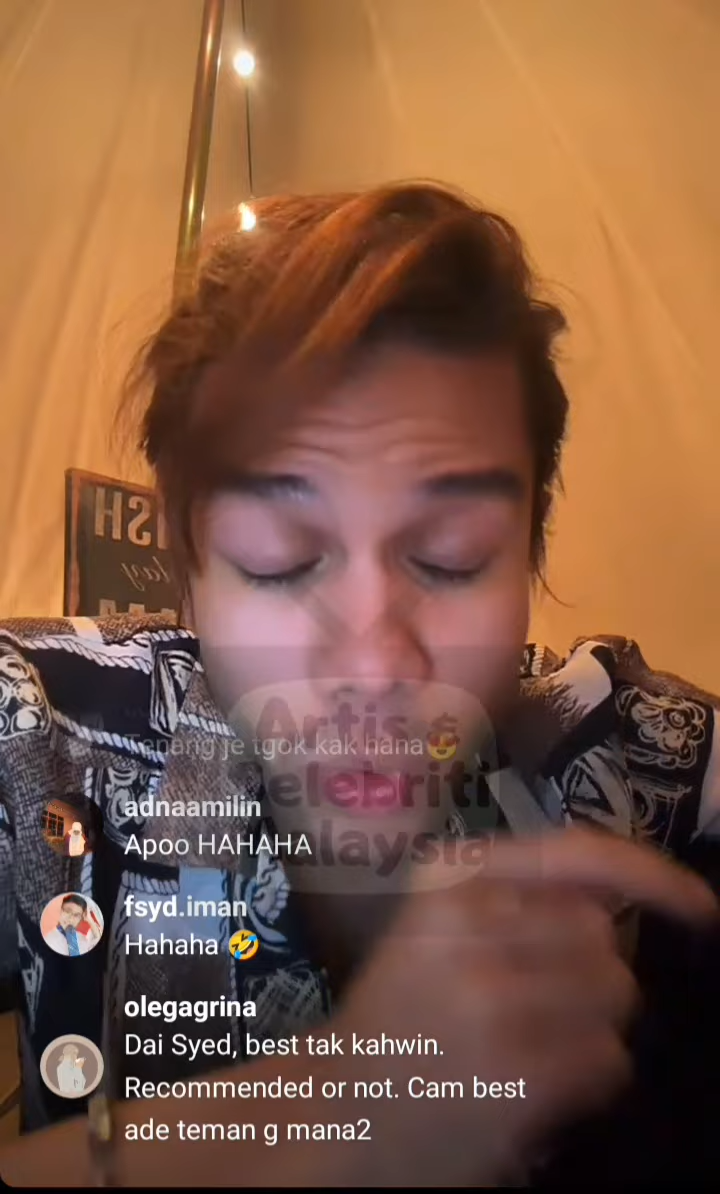 HSI
Artis &
Selebriti
Malaysia
Tenang je tgok kak hana😍
adnaamilin
Apoo HAHAHA
fsyd.iman
Hahaha 🤣
olegagrina
Dai Syed, best tak kahwin.
Recommended or not. Cam best
ade teman g mana2